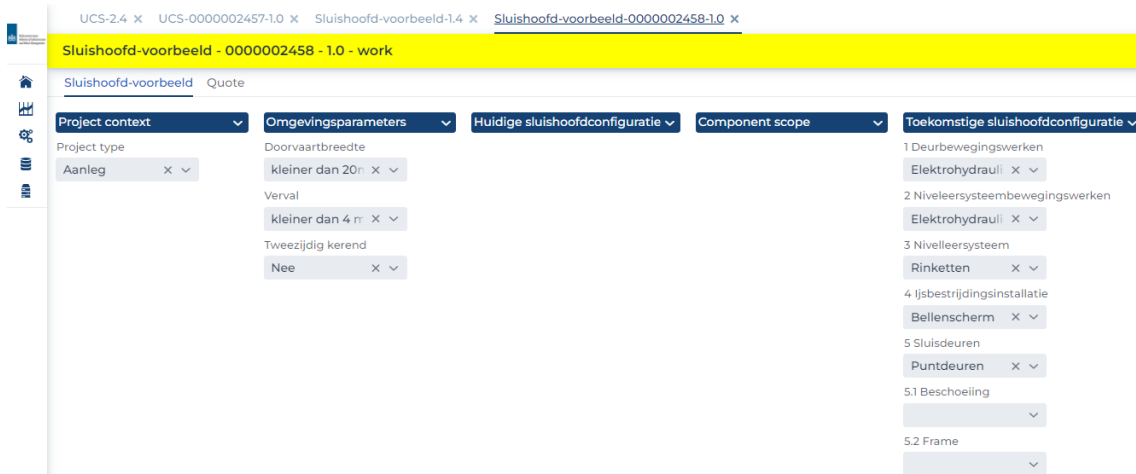 UCS-2.4 × UCS-0000002457-1.0 × Sluishoofd-voorbeeld-1.4 × Sluishoofd-voorbeeld-0000002458-1.0 ×
Sluishoofd-voorbeeld - 0000002458 - 1.0 - work
Sluishoofd-voorbeeld Quote
Project context
Project type
Aanleg
Omgevingsparameters
Doorvaartbreedte
kleiner dan 20m
Verval
kleiner dan 4 m
Tweezijdig kerend
Nee
Huidige sluishoofdconfiguratie
Component scope
Toekomstige sluishoofdconfiguratie
1 Deurbewegingswerken
Elektrohydrauli
2 Niveleersysteembewegingswerken
Elektrohydrauli
3 Nivelleersysteem
Rinketten
4 Ijsbestrijdingsinstallatie
Bellenscherm
5 Sluisdeuren
Puntdeuren
5.1 Beschoeiing
5.2 Frame